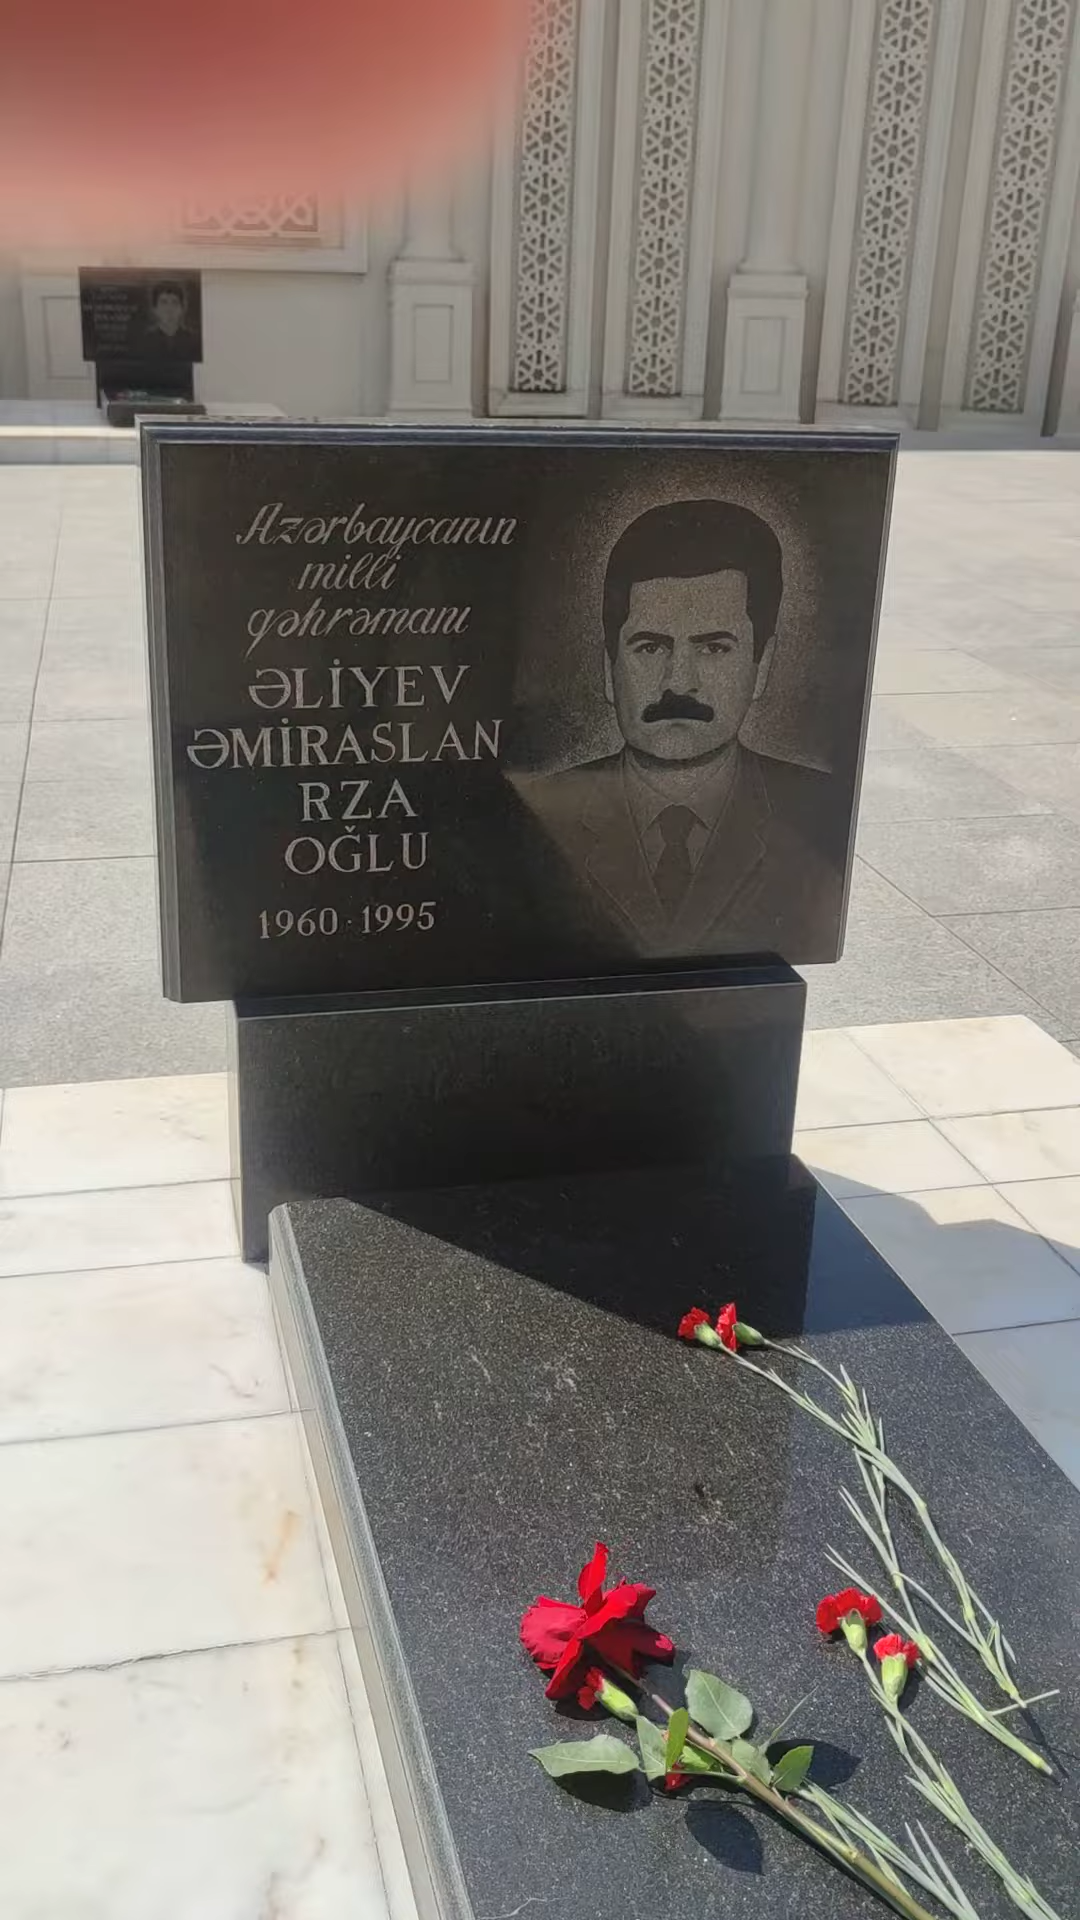 Azərbaycanın
milli
qəhrəmanı
ƏLİYEV
ƏMİRASLAN
RZA
OĞLU
1960-1995